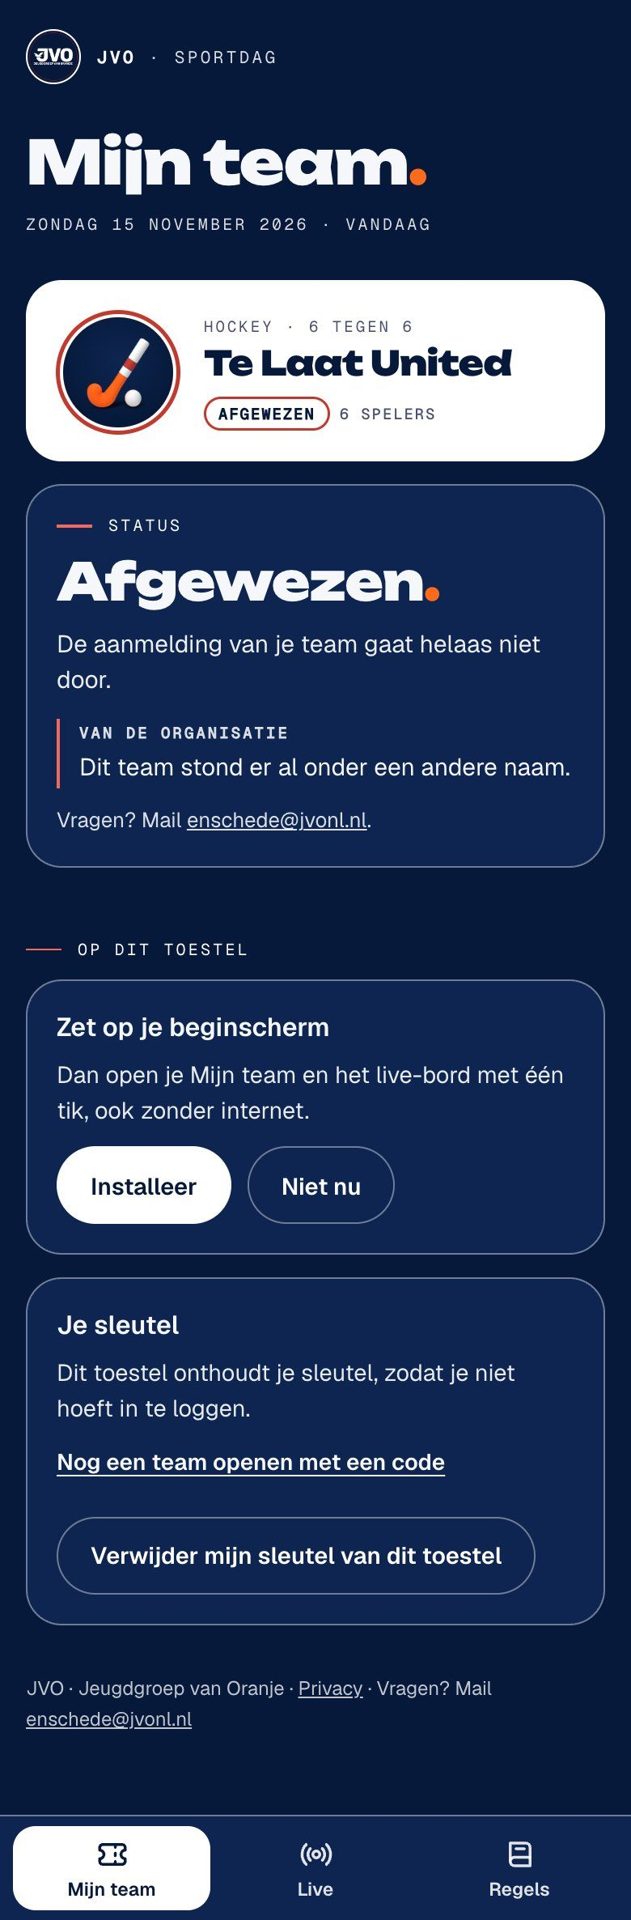 JVO
JVO · SPORTDAG
Mijn team.
ZONDAG 15 NOVEMBER 2026 · VANDAAG
HOCKEY · 6 TEGEN 6
Te Laat United
AFGEWEZEN 6 SPELERS
STATUS
Afgewezen.
De aanmelding van je team gaat helaas niet
door.
VAN DE ORGANISATIE
Dit team stond er al onder een andere naam.
Vragen? Mail enschede@jvonl.nl.
OP DIT TOESTEL
Zet op je beginscherm
Dan open je Mijn team en het live-bord met één
tik, ook zonder internet.
Installeer Niet nu
Je sleutel
Dit toestel onthoudt je sleutel, zodat je niet
hoeft in te loggen.
Nog een team openen met een code
Verwijder mijn sleutel van dit toestel
JVO · Jeugdgroep van Oranje · Privacy · Vragen? Mail
enschede@jvonl.nl
Mijn team Live Regels